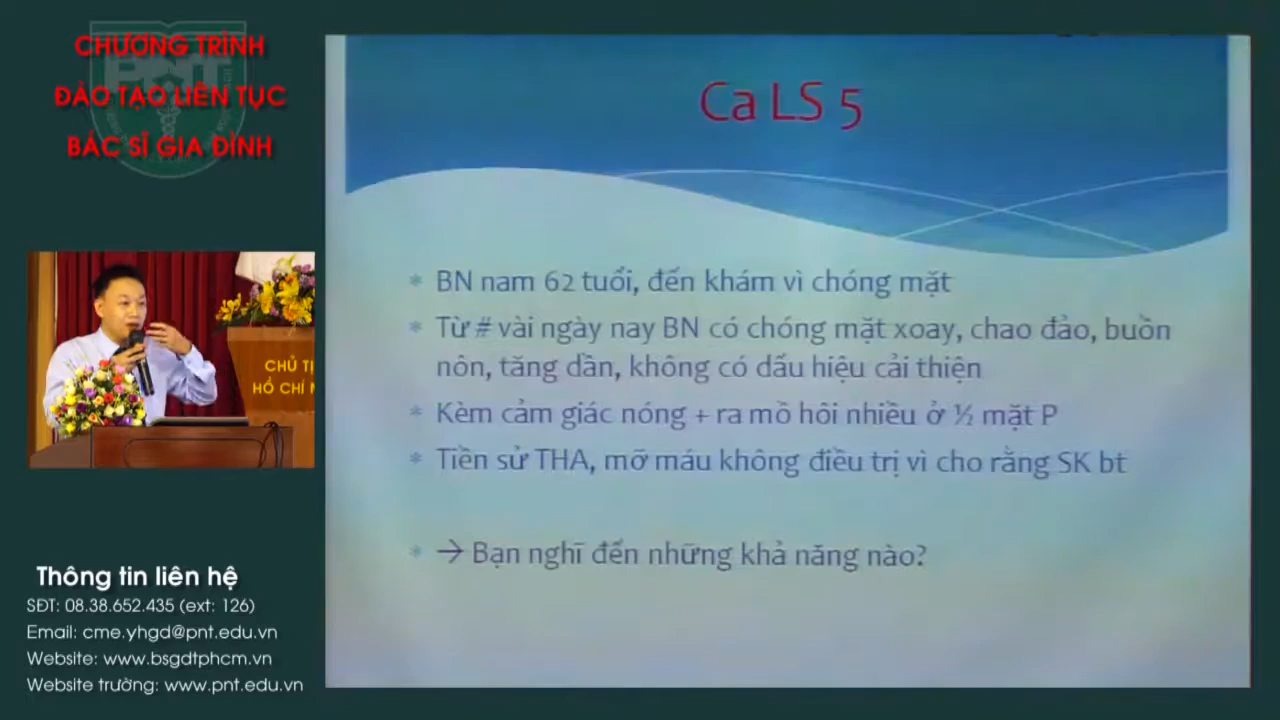 CHƯƠNG TRÌNH
ĐÀO TẠO LIÊN TỤC
BÁC SĨ GIA ĐÌNH
PNT
CHỦ TỊ
HỒ CHÍ M
Thông tin liên hệ
SĐT: 08.38.652.435 (ext: 126)
Email: cme.yhgd@pnt.edu.vn
Website: www.bsgdtphcm.vn
Website trường: www.pnt.edu.vn
Ca LS 5
* BN nam 62 tuổi, đến khám vì chóng mặt
* Từ # vài ngày nay BN có chóng mặt xoay, chao đảo, buồn
nôn, tăng dần, không có dấu hiệu cải thiện
* Kèm cảm giác nóng + ra mồ hôi nhiều ở ½ mặt P
* Tiền sử THA, mỡ máu không điều trị vì cho rằng SK bt
* → Bạn nghĩ đến những khả năng nào?